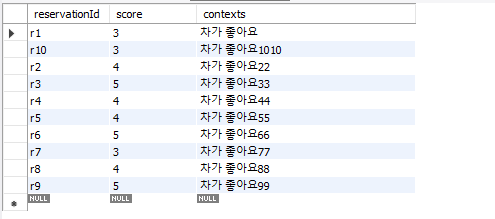 reservationId score contexts
r1 3 차가 좋아요
r10 3 차가 좋아요1010
r2 4 차가 좋아요22
r3 5 차가 좋아요33
r4 4 차가 좋아요44
r5 4 차가 좋아요55
r6 5 차가 좋아요66
r7 3 차가 좋아요77
r8 4 차가 좋아요88
r9 5 차가 좋아요99
NULL NULL NULL